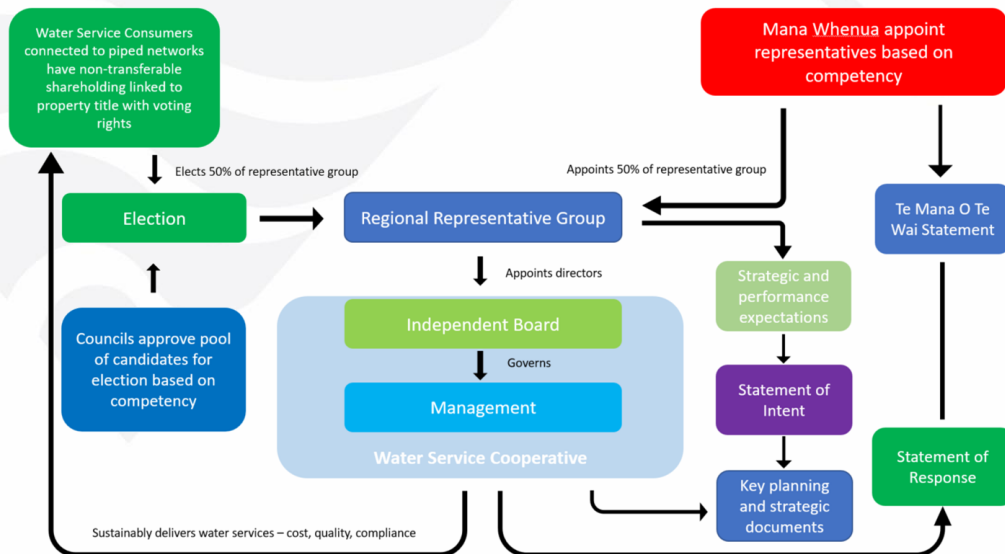 Water Service Consumers
connected to piped networks
have non-transferable
shareholding linked to
property title with voting
rights
Mana Whenua appoint
representatives based on
competency
Elects 50% of representative group
Appoints 50% of representative group
Election
Regional Representative Group
Te Mana O Te
Wai Statement
Appoints directors
Strategic and
performance
expectations
Councils approve pool
of candidates for
election based on
competency
Independent Board
Governs
Management
Water Service Cooperative
Statement of
Intent
Statement of
Response
Key planning
and strategic
documents
Sustainably delivers water services – cost, quality, compliance